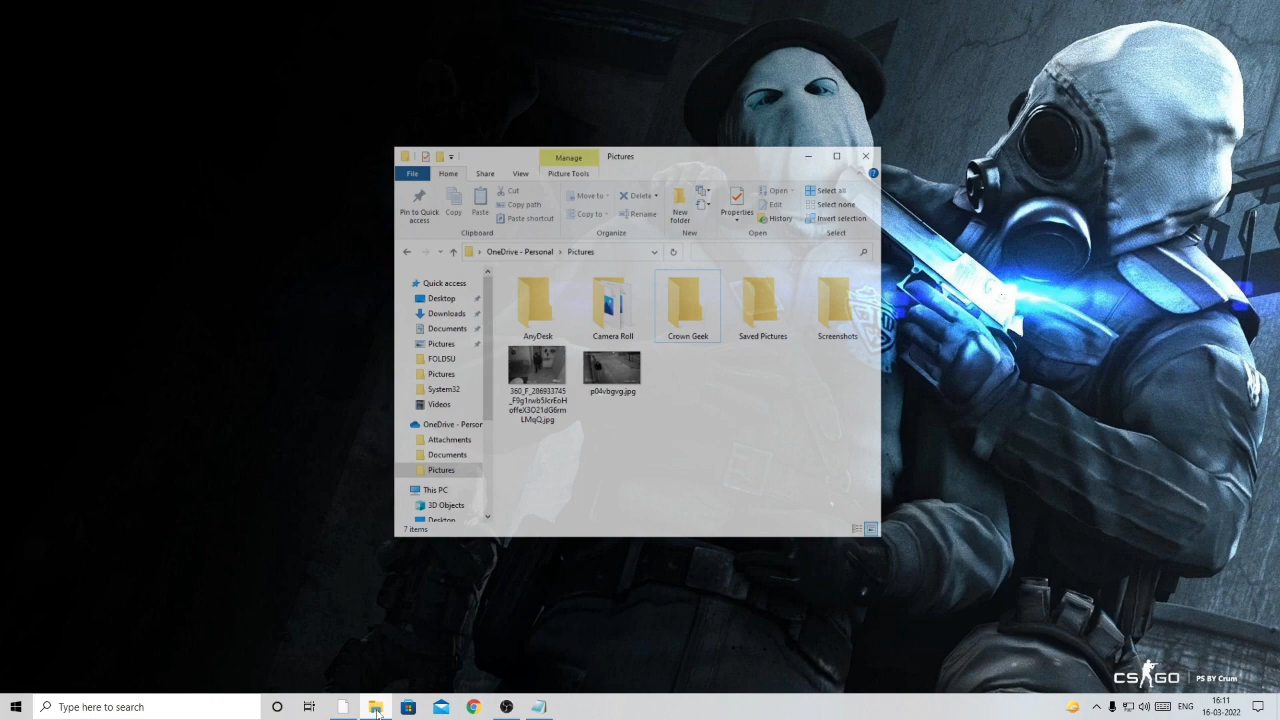 Manage
Pictures
File
Home
Share
View
Picture Tools
Pin to Quick access
Copy
Paste
Cut
Copy path
Paste shortcut
Clipboard
Move to
Copy to
Delete
Rename
Organize
New folder
New
Properties
Open
Edit
History
Open
Select all
Select none
Invert selection
Select
OneDrive - Personal
Pictures
Quick access
Desktop
Downloads
Documents
Pictures
FOLDSU
Pictures
System32
Videos
OneDrive - Person
Attachments
Documents
Pictures
This PC
3D Objects
Desktop
AnyDesk
Camera Roll
Crown Geek
Saved Pictures
Screenshots
p04vbgvg.jpg
7 items
CS GO
PS BY Crum
Type here to search
ENG
16:11
16-03-2022